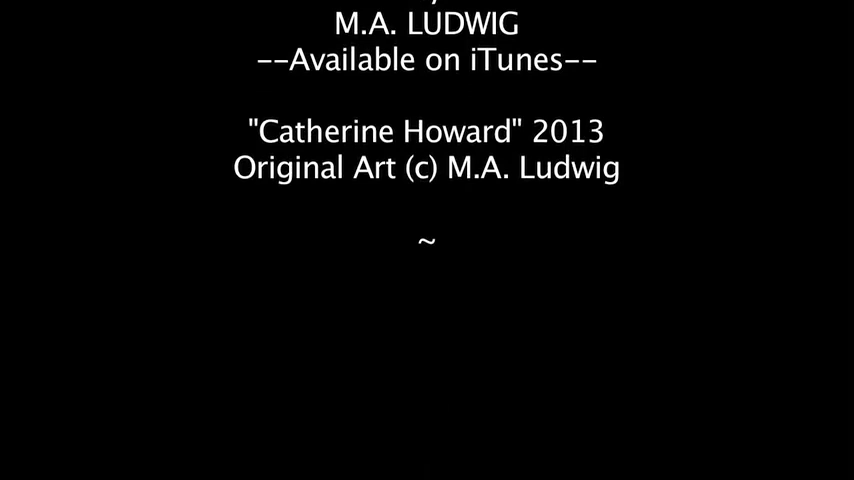 M.A. LUDWIG
--Available on iTunes--
"Catherine Howard" 2013
Original Art (c) M.A. Ludwig
~